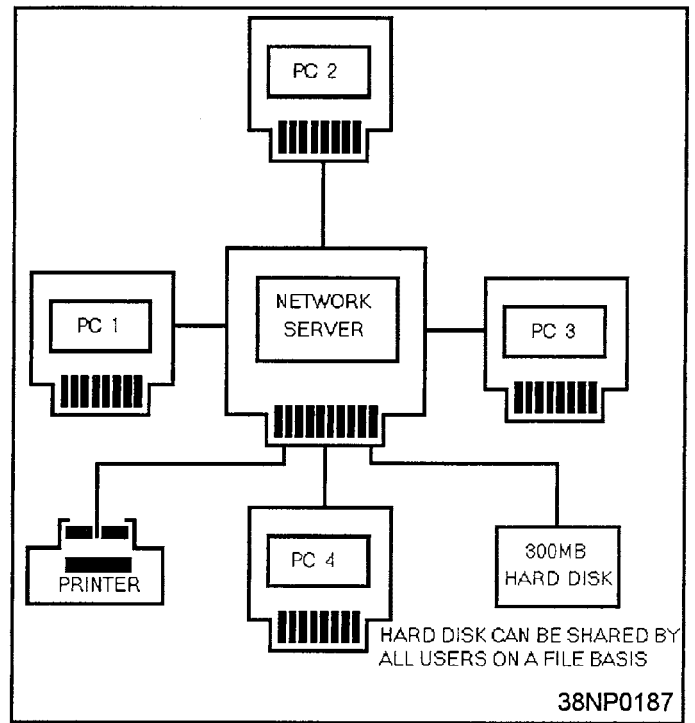 PC 2
NETWORK
SERVER
PC 1
PC 3
PRINTER
PC 4
300MB
HARD DISK
HARD DISK CAN BE SHARED BY
ALL USERS ON A FILE BASIS
38NP0187